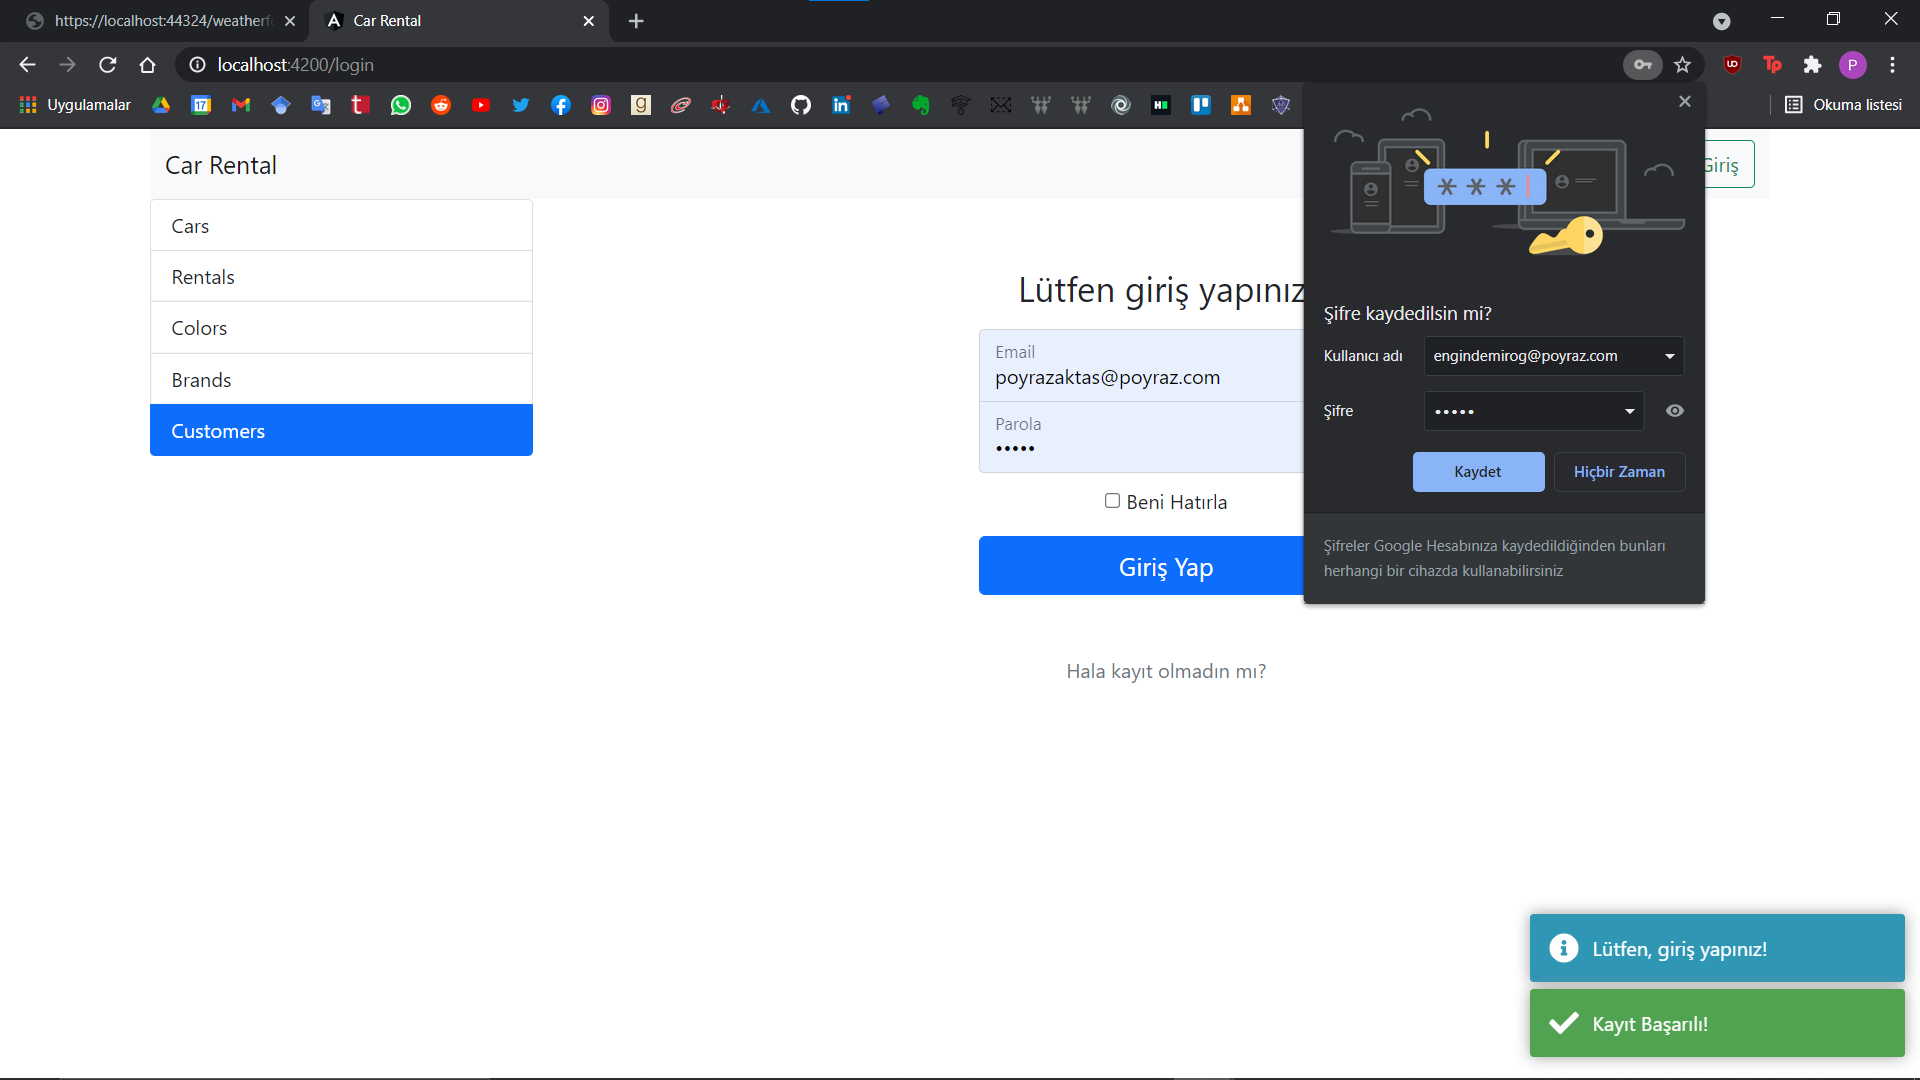 https://localhost:44324/weatherf
Car Rental
localhost:4200/login
P
Uygulamalar
17
Okuma listesi
Car Rental
Giriş
Cars
Rentals
Colors
Brands
Customers
Lütfen giriş yapınız
Email
poyrazaktas@poyraz.com
Parola
•••••
Beni Hatırla
Giriş Yap
Hala kayıt olmadın mı?
* * *
Şifre kaydedilsin mi?
Kullanıcı adı
engindemirog@poyraz.com
Şifre
•••••
Kaydet
Hiçbir Zaman
Şifreler Google Hesabınıza kaydedildiğinden bunları
herhangi bir cihazda kullanabilirsiniz
Lütfen, giriş yapınız!
Kayıt Başarılı!